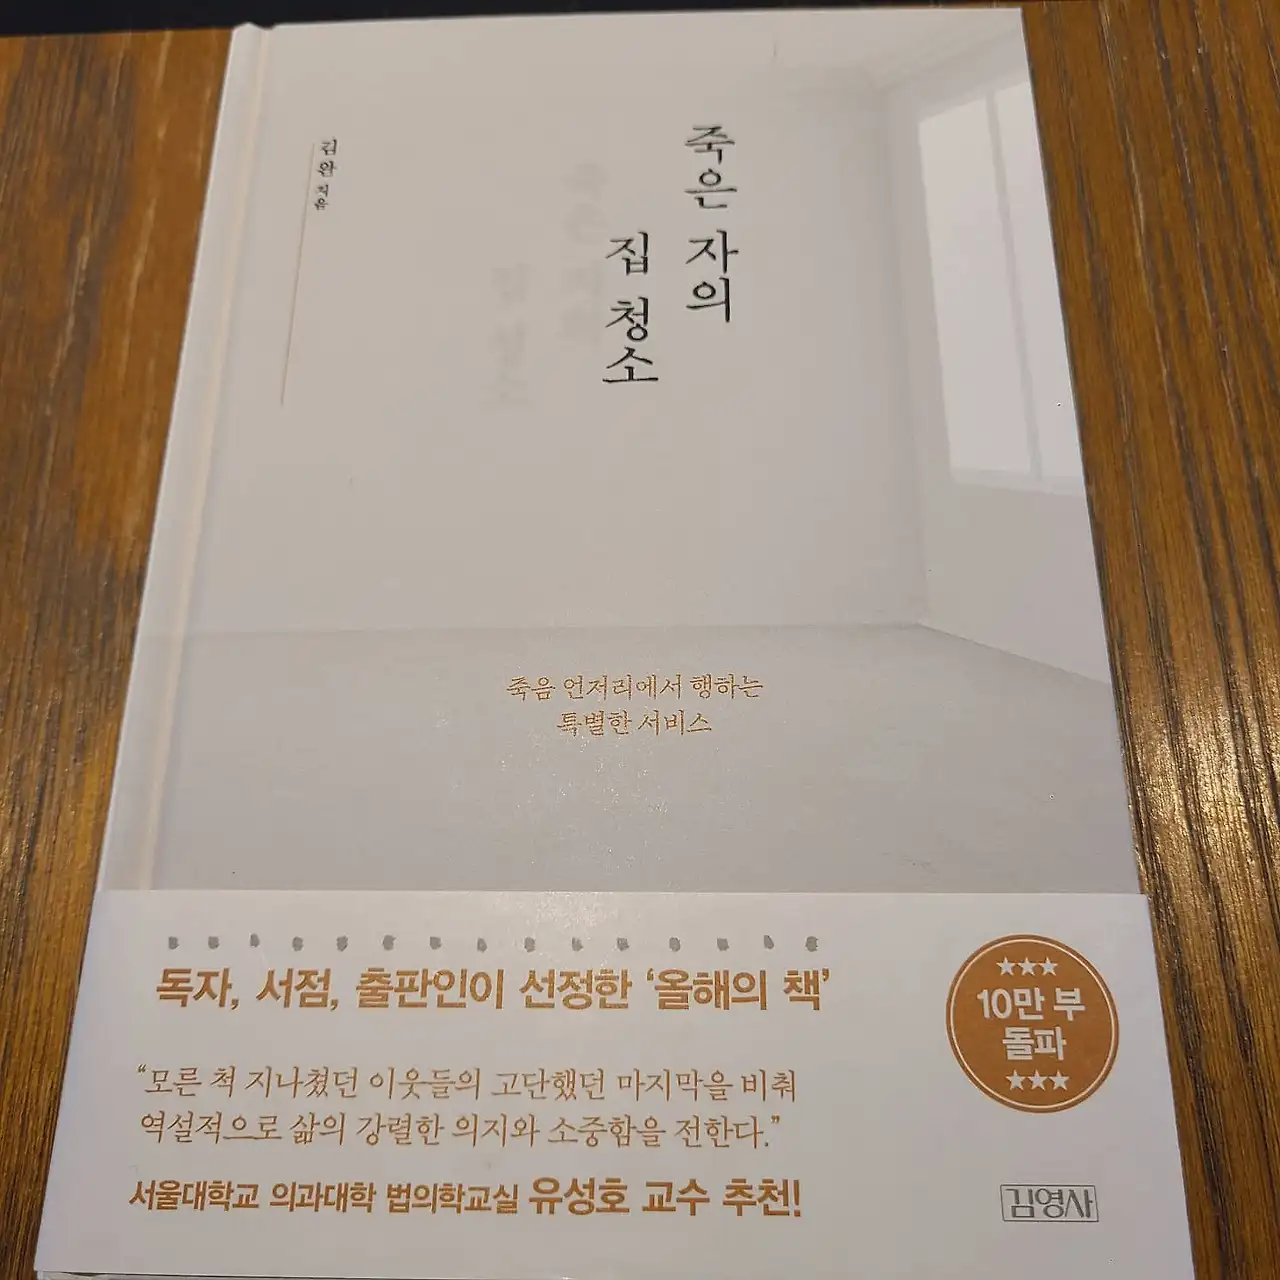 죽은 자의
집 청소
김완 지음
죽음 언저리에서 행하는
특별한 서비스
독자, 서점, 출판인이 선정한 ‘올해의 책’
“모른 척 지나쳤던 이웃들의 고단했던 마지막을 비춰
역설적으로 삶의 강렬한 의지와 소중함을 전한다.”
서울대학교 의과대학 법의학교실 유성호 교수 추천!
10만 부
돌파
김영사